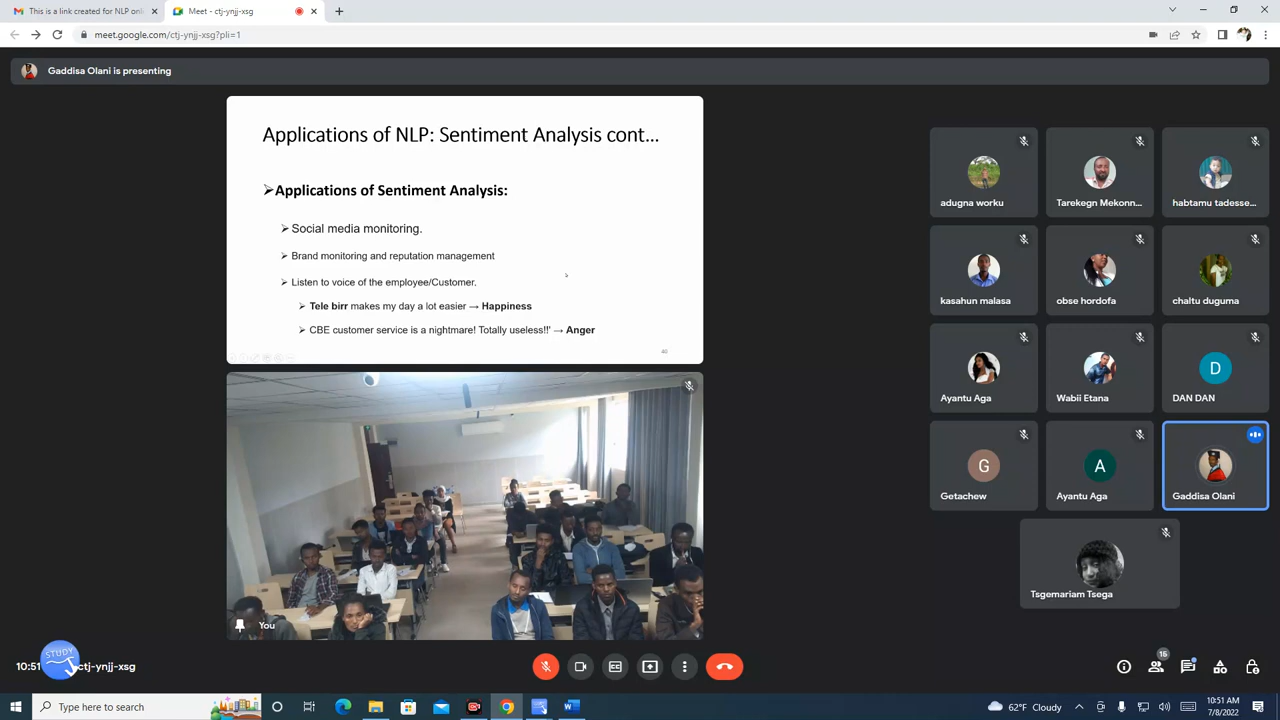 This is a link created for NLP onli
Meet - ctj-ynjj-xsg
meet.google.com/ctj-ynjj-xsg?pli=1
Gaddisa Olani is presenting
Applications of NLP: Sentiment Analysis cont...
Applications of Sentiment Analysis:
Social media monitoring.
Brand monitoring and reputation management
Listen to voice of the employee/Customer.
Tele birr makes my day a lot easier → Happiness
CBE customer service is a nightmare! Totally useless!!' → Anger
40
You
adugna worku
Tarekegn Mekonn...
habtamu tadesse...
kasahun malasa
obse hordofa
chaltu duguma
Ayantu Aga
Wabii Etana
D
DAN DAN
G
Getachew
A
Ayantu Aga
Gaddisa Olani
Tsgemariam Tsega
10:51
STUDY
ctj-ynjj-xsg
16
Type here to search
62°F Cloudy
10:51 AM
7/8/2022